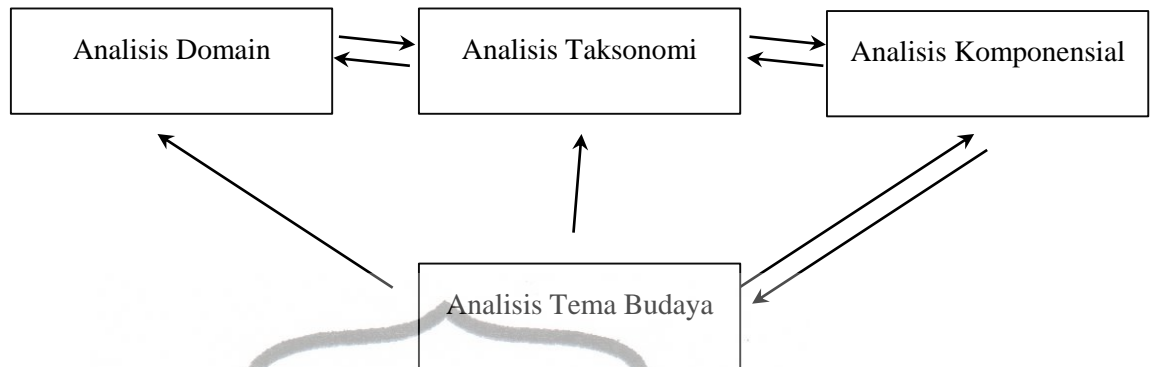 Analisis Domain
Analisis Taksonomi
Analisis Komponensial
Analisis Tema Budaya